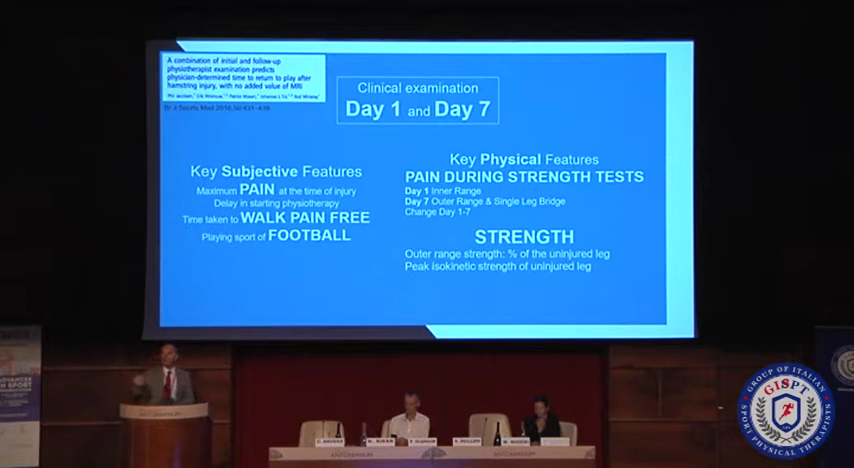 A combination of initial and follow-up
physiotherapist examination predicts
physician-determined time to return to play after
hamstring injury, with no added value of MRI
Br J Sports Med 2016;50:431–439
Clinical examination
Day 1 and Day 7
Key Subjective Features
Maximum PAIN at the time of injury
Delay in starting physiotherapy
Time taken to WALK PAIN FREE
Playing sport of FOOTBALL
Key Physical Features
PAIN DURING STRENGTH TESTS
Day 1 Inner Range
Day 7 Outer Range & Single Leg Bridge
Change Day 1-7
STRENGTH
Outer range strength: % of the uninjured leg
Peak isokinetic strength of uninjured leg
GROUP OF ITALIAN
GISPT
SPORT PHYSICAL THERAPISTS